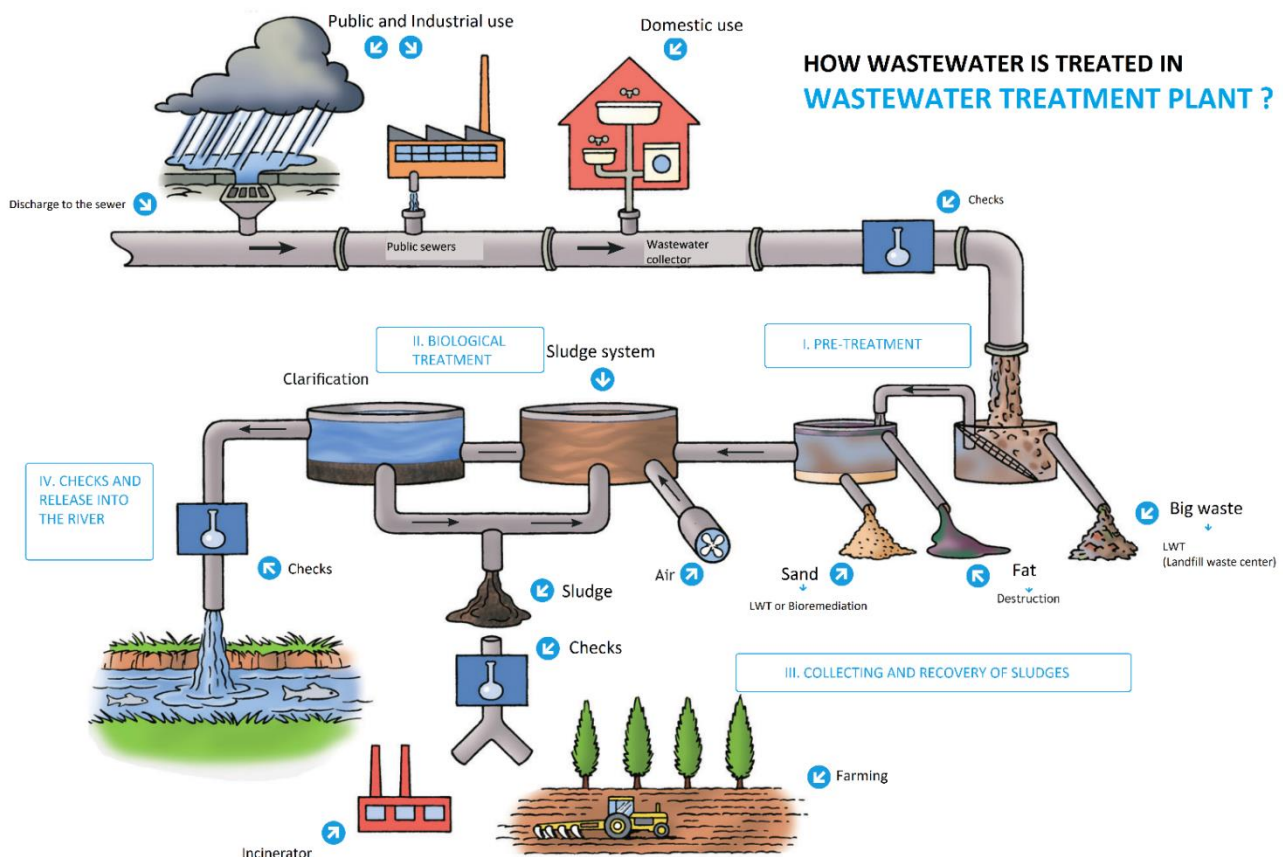 Public and Industrial use
Domestic use
HOW WASTEWATER IS TREATED IN
WASTEWATER TREATMENT PLANT ?
Discharge to the sewer
Public sewers
Wastewater
collector
Checks
I. PRE-TREATMENT
II. BIOLOGICAL
TREATMENT
Sludge system
Clarification
IV. CHECKS AND
RELEASE INTO
THE RIVER
Checks
Sludge
Air
Sand
LWT or Bioremediation
Fat
Destruction
Big waste
LWT
(Landfill waste center)
Checks
III. COLLECTING AND RECOVERY OF SLUDGES
Farming
Incinerator